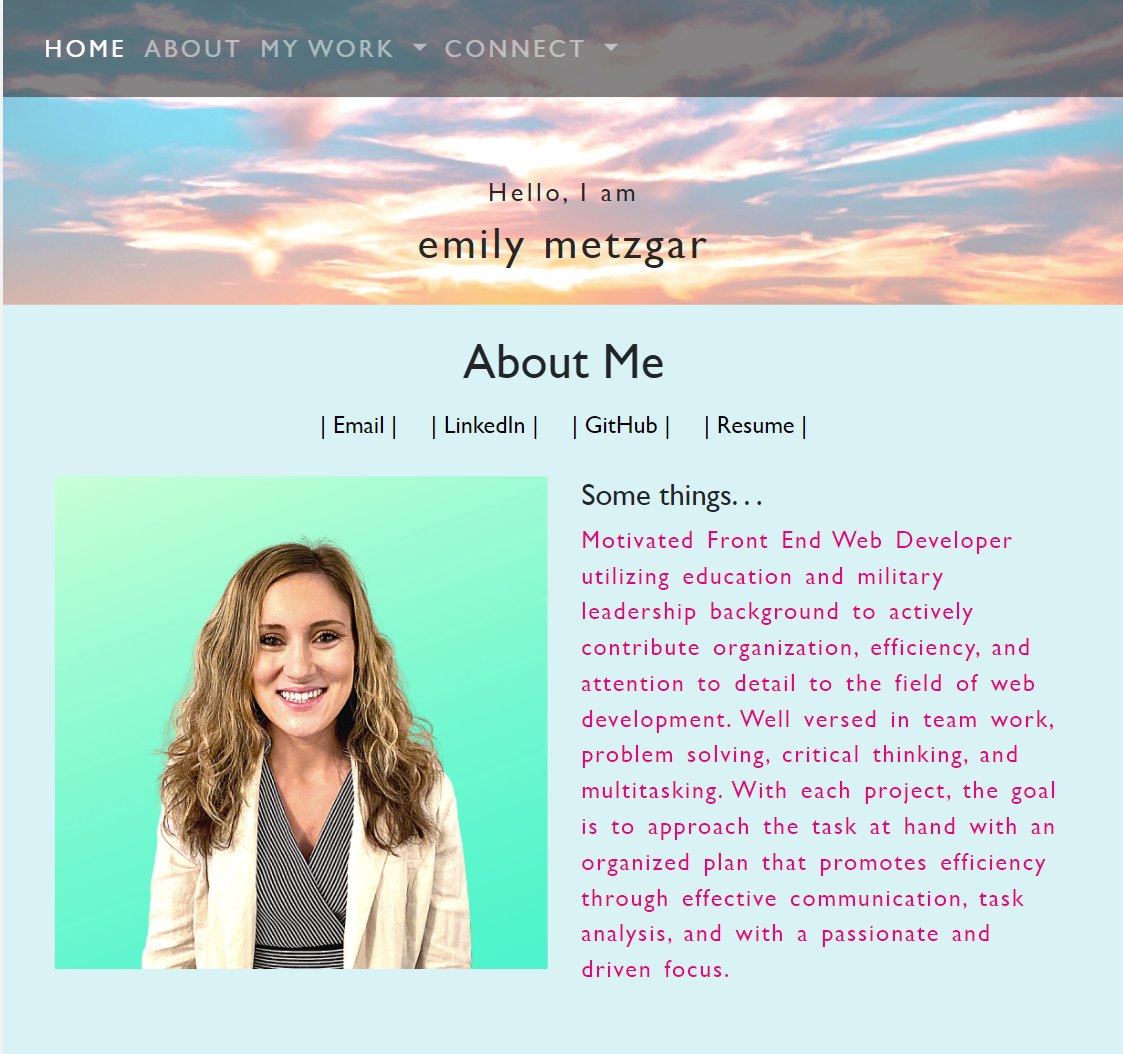 HOME ABOUT MY WORK CONNECT
Hello, I am
emily metzgar
About Me
| Email | | LinkedIn | | GitHub | | Resume |
Some things...
Motivated Front End Web Developer
utilizing education and military
leadership background to actively
contribute organization, efficiency, and
attention to detail to the field of web
development. Well versed in team work,
problem solving, critical thinking, and
multitasking. With each project, the goal
is to approach the task at hand with an
organized plan that promotes efficiency
through effective communication, task
analysis, and with a passionate and
driven focus.